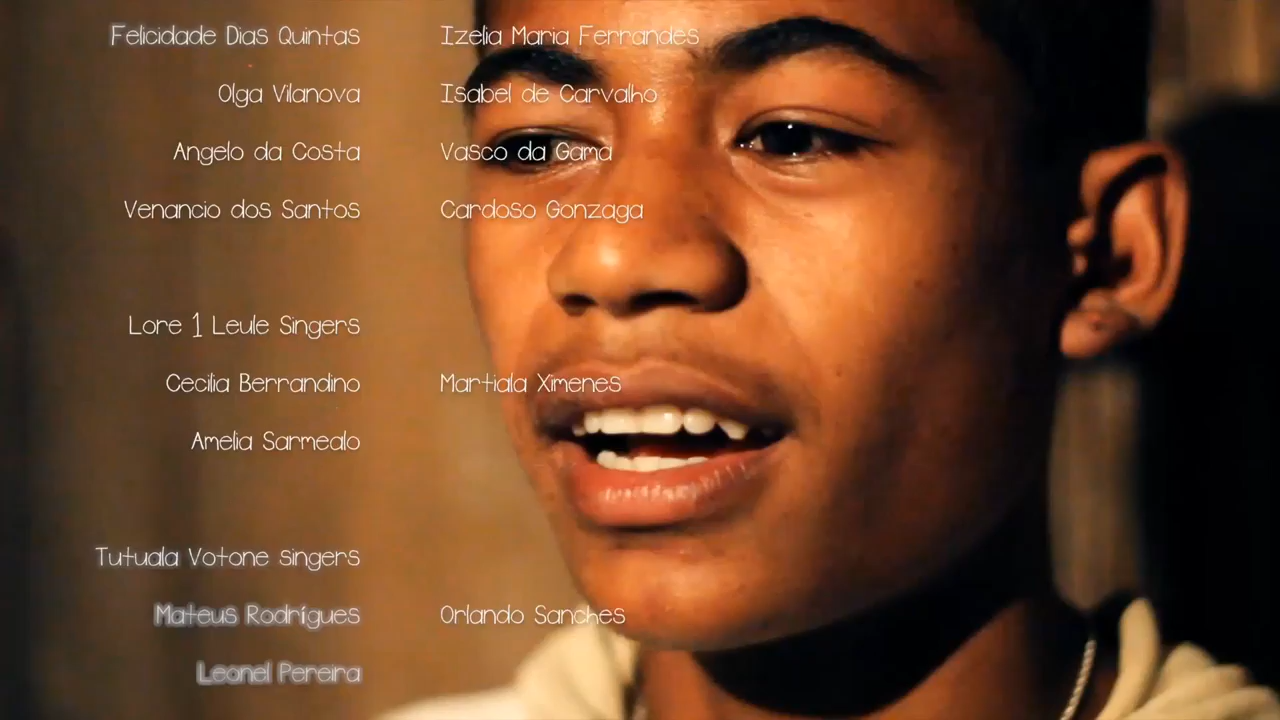 Felicidade Dias Quintas Izelia Maria Ferrandes
Olga Vilanova Isabel de Carvalho
Angelo da Costa Vasco da Gama
Venancio dos Santos Cardoso Gonzaga
Lore 1 Leule Singers
Cecilia Berrandino Martiala Ximenes
Amelia Sarmealo
Tutuala Votone singers
Mateus Rodrígues Orlando Sanches
Leonel Pereira